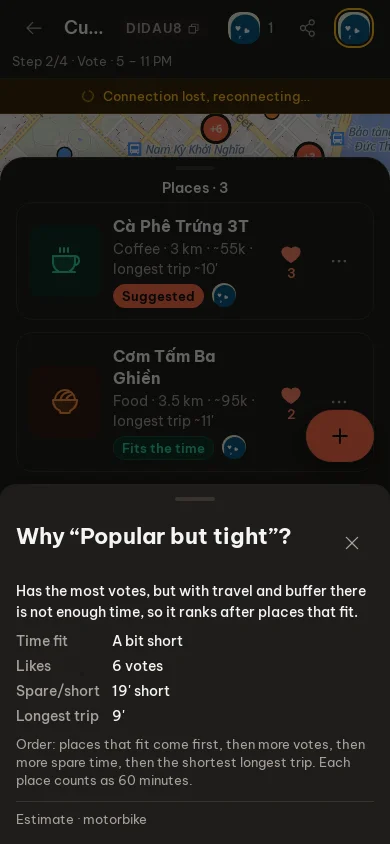 Cu...
DIDAU8
1
Step 2/4 · Vote · 5 – 11 PM
Connection lost, reconnecting...
+6
Nam Kỳ Khởi Nghĩa
Bảo tàng
Đức Th
Places · 3
Cà Phê Trứng 3T
Coffee · 3 km · ~55k ·
longest trip ~10'
3
Suggested
Cơm Tấm Ba
Ghiền
Food · 3.5 km · ~95k ·
longest trip ~11'
2
Fits the time
Why “Popular but tight”?
Has the most votes, but with travel and buffer there
is not enough time, so it ranks after places that fit.
Time fit A bit short
Likes 6 votes
Spare/short 19' short
Longest trip 9'
Order: places that fit come first, then more votes, then
more spare time, then the shortest longest trip. Each
place counts as 60 minutes.
Estimate · motorbike